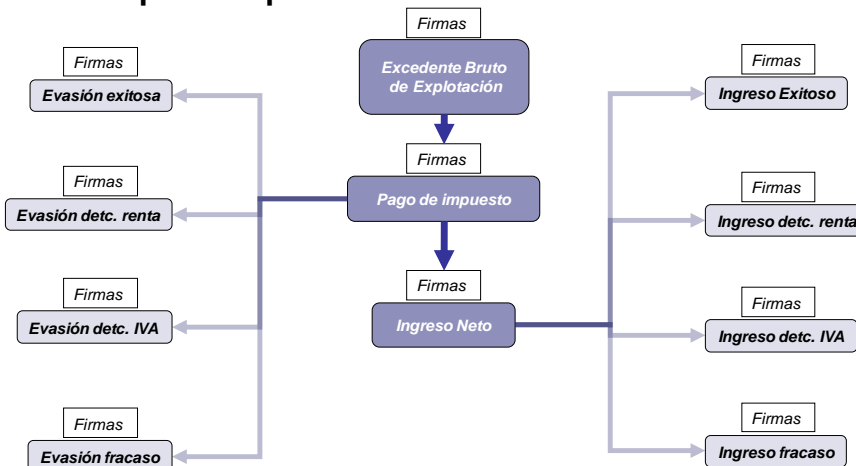 Firmas
Excedente Bruto
de Explotación
Firmas
Pago de impuesto
Firmas
Ingreso Neto
Firmas
Evasión exitosa
Firmas
Evasión detc. renta
Firmas
Evasión detc. IVA
Firmas
Evasión fracaso
Firmas
Ingreso Exitoso
Firmas
Ingreso detc. renta
Firmas
Ingreso detc. IVA
Firmas
Ingreso fracaso